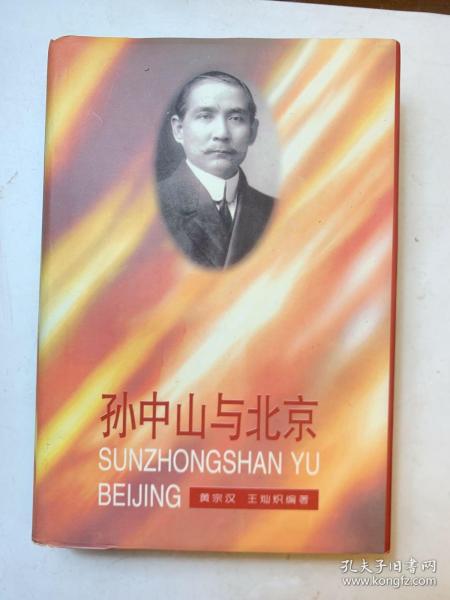 孙中山与北京
SUNZHONGSHAN YU
BEIJING
黄宗汉 王灿炽编著
孔夫子旧书网
www.kongfz.com